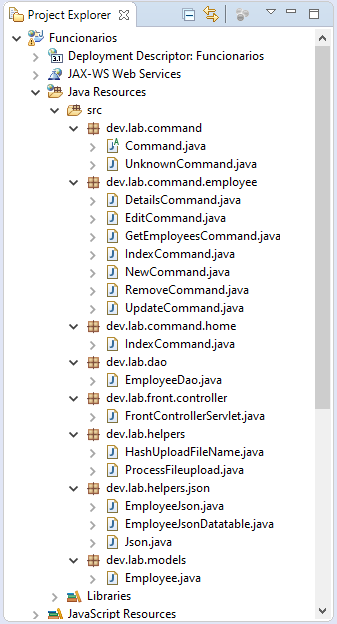 Project Explorer
Funcionarios
Deployment Descriptor: Funcionarios
JAX-WS Web Services
Java Resources
src
dev.lab.command
Command.java
UnknownCommand.java
dev.lab.command.employee
DetailsCommand.java
EditCommand.java
GetEmployeesCommand.java
IndexCommand.java
NewCommand.java
RemoveCommand.java
UpdateCommand.java
dev.lab.command.home
IndexCommand.java
dev.lab.dao
EmployeeDao.java
dev.lab.front.controller
FrontControllerServlet.java
dev.lab.helpers
HashUploadFileName.java
ProcessFileupload.java
dev.lab.helpers.json
EmployeeJson.java
EmployeeJsonDatatable.java
Json.java
dev.lab.models
Employee.java
Libraries
JavaScript Resources